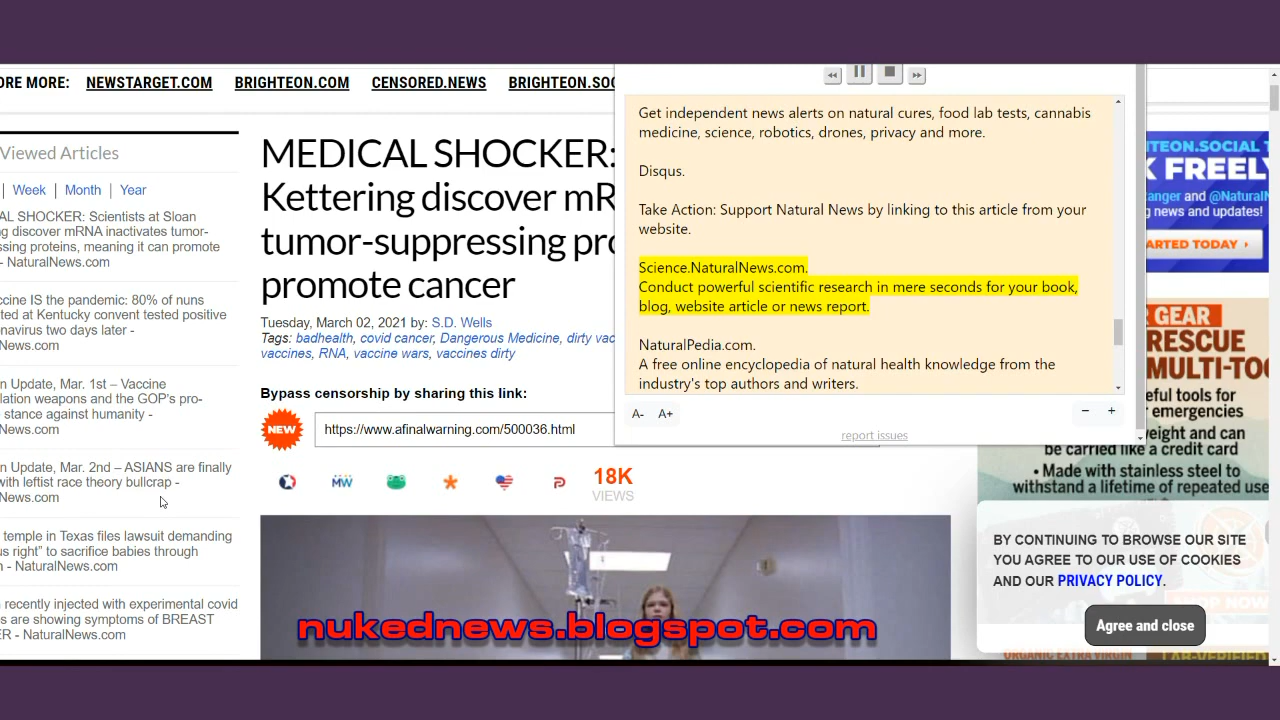 ORE MORE: NEWSTARGET.COM BRIGHTEON.COM CENSORED.NEWS BRIGHTEON.SOC
Viewed Articles
Week | Month | Year
AL SHOCKER: Scientists at Sloan
ng discover mRNA inactivates tumor-
ssing proteins, meaning it can promote
- NaturalNews.com
ccine IS the pandemic: 80% of nuns
ted at Kentucky convent tested positive
onavirus two days later -
News.com
n Update, Mar. 1st – Vaccine
lation weapons and the GOP's pro-
stance against humanity -
News.com
n Update, Mar. 2nd – ASIANS are finally
with leftist race theory bullcrap -
News.com
temple in Texas files lawsuit demanding
us right" to sacrifice babies through
n - NaturalNews.com
recently injected with experimental covid
s are showing symptoms of BREAST
ER - NaturalNews.com
MEDICAL SHOCKER:
Kettering discover mR
tumor-suppressing pro
promote cancer
Tuesday, March 02, 2021 by: S.D. Wells
Tags: badhealth, covid cancer, Dangerous Medicine, dirty vac
vaccines, RNA, vaccine wars, vaccines dirty
Bypass censorship by sharing this link:
NEW
https://www.afinalwarning.com/500036.html
MW
18K
VIEWS
nukednews.blogspot.com
Get independent news alerts on natural cures, food lab tests, cannabis
medicine, science, robotics, drones, privacy and more.
Disqus.
Take Action: Support Natural News by linking to this article from your
website.
Science.NaturalNews.com.
Conduct powerful scientific research in mere seconds for your book,
blog, website article or news report.
NaturalPedia.com.
A free online encyclopedia of natural health knowledge from the
industry's top authors and writers.
A- A+ − +
report issues
TEON.SOCIAL
K FREELY
anger and @NaturalN
g news and updates!
ARTED TODAY
GEAR
RESCUE
MULTI-TO
eful tools for
emergencies
weight and can
be carried like a credit card
• Made with stainless steel to
withstand a lifetime of repeated use
BY CONTINUING TO BROWSE OUR SITE
YOU AGREE TO OUR USE OF COOKIES
AND OUR PRIVACY POLICY.
SHOP NOW
Agree and close
ORGANIC EXTRA VIRGIN
LAB-VERIFIED